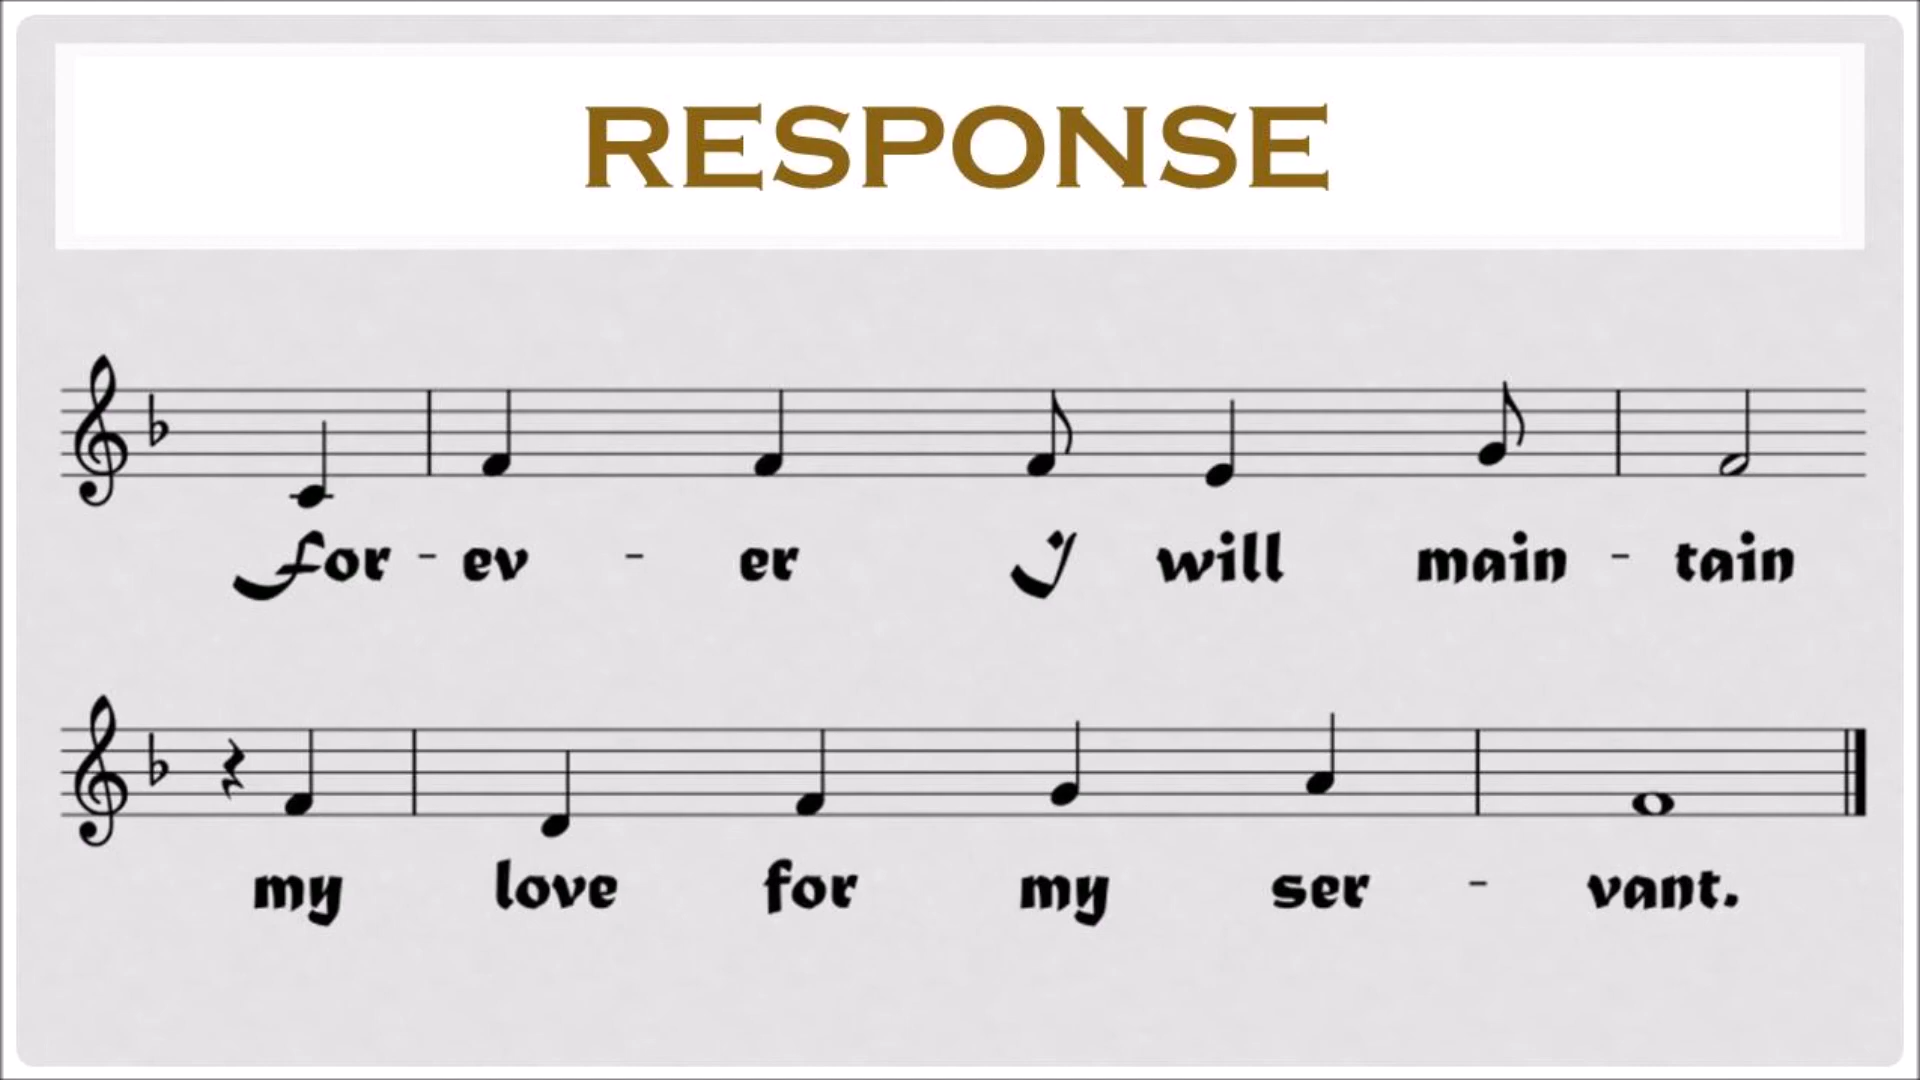 RESPONSE
For - ev - er I will main - tain
my love for my ser - vant.